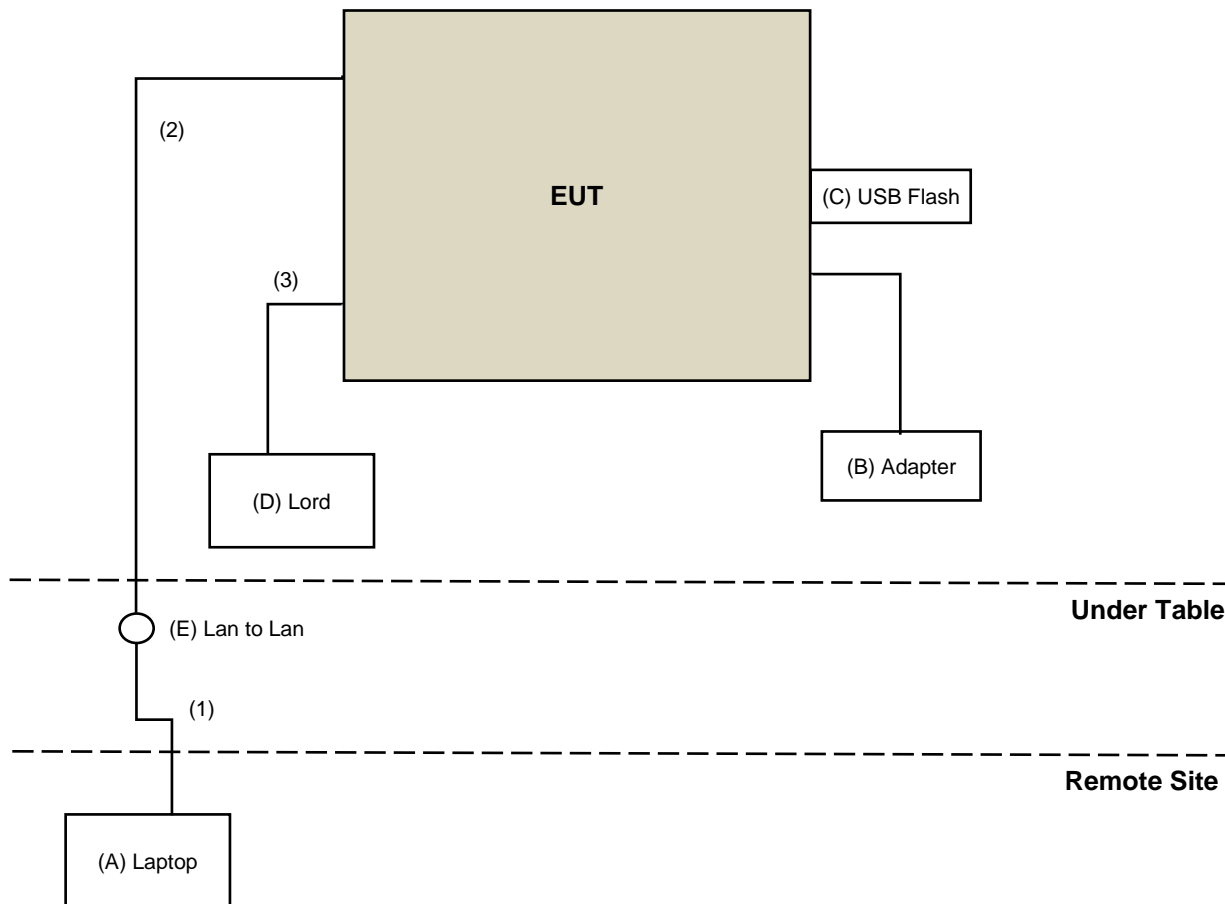 (2)
EUT
(C) USB Flash
(3)
(B) Adapter
(D) Lord
Under Table
(E) Lan to Lan
(1)
Remote Site
(A) Laptop